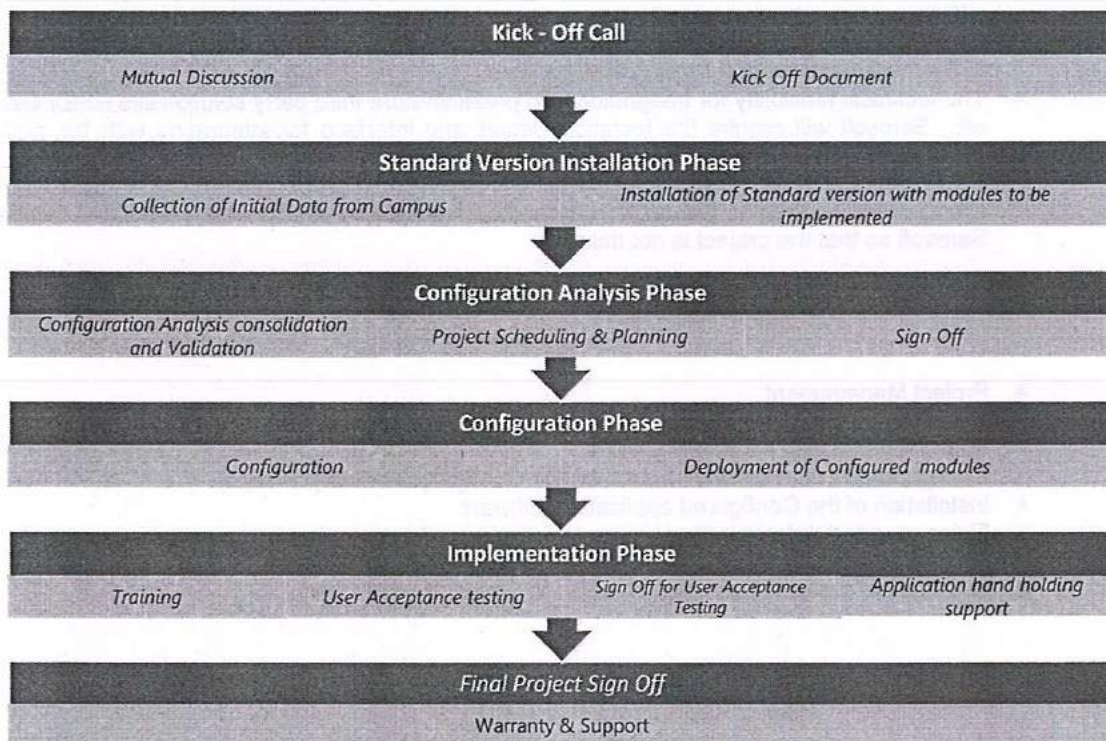 Kick - Off Call
Mutual Discussion
Kick Off Document
Standard Version Installation Phase
Collection of Initial Data from Campus
Installation of Standard version with modules to be
implemented
Configuration Analysis Phase
Configuration Analysis consolidation
and Validation
Project Scheduling & Planning
Sign Off
Configuration Phase
Configuration
Deployment of Configured modules
Implementation Phase
Training
User Acceptance testing
Sign Off for User Acceptance
Testing
Application hand holding
support
Final Project Sign Off
Warranty & Support